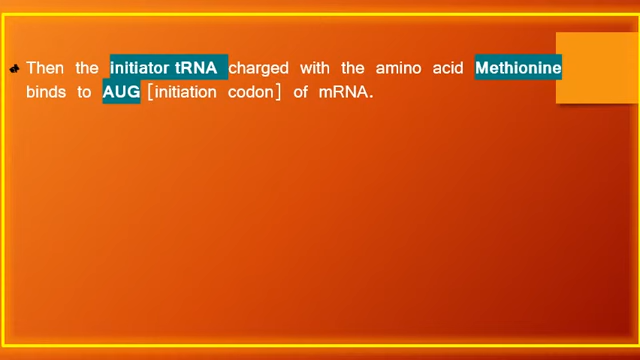 Then the initiator tRNA charged with the amino acid Methionine
binds to AUG [initiation codon] of mRNA.